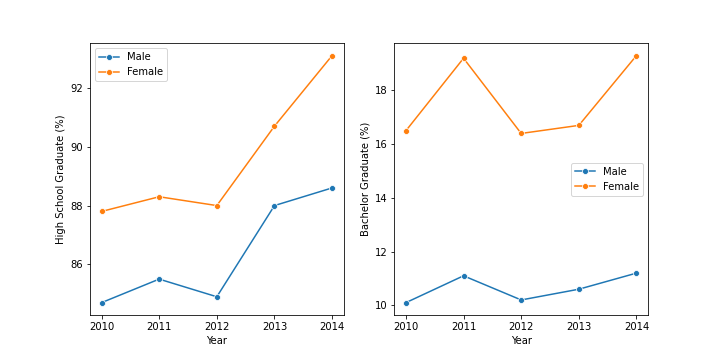 High School Graduate (%)
92
90
88
86
Male
Female
2010 2011 2012 2013 2014
Year
Bachelor Graduate (%)
18
16
14
12
10
Male
Female
2010 2011 2012 2013 2014
Year